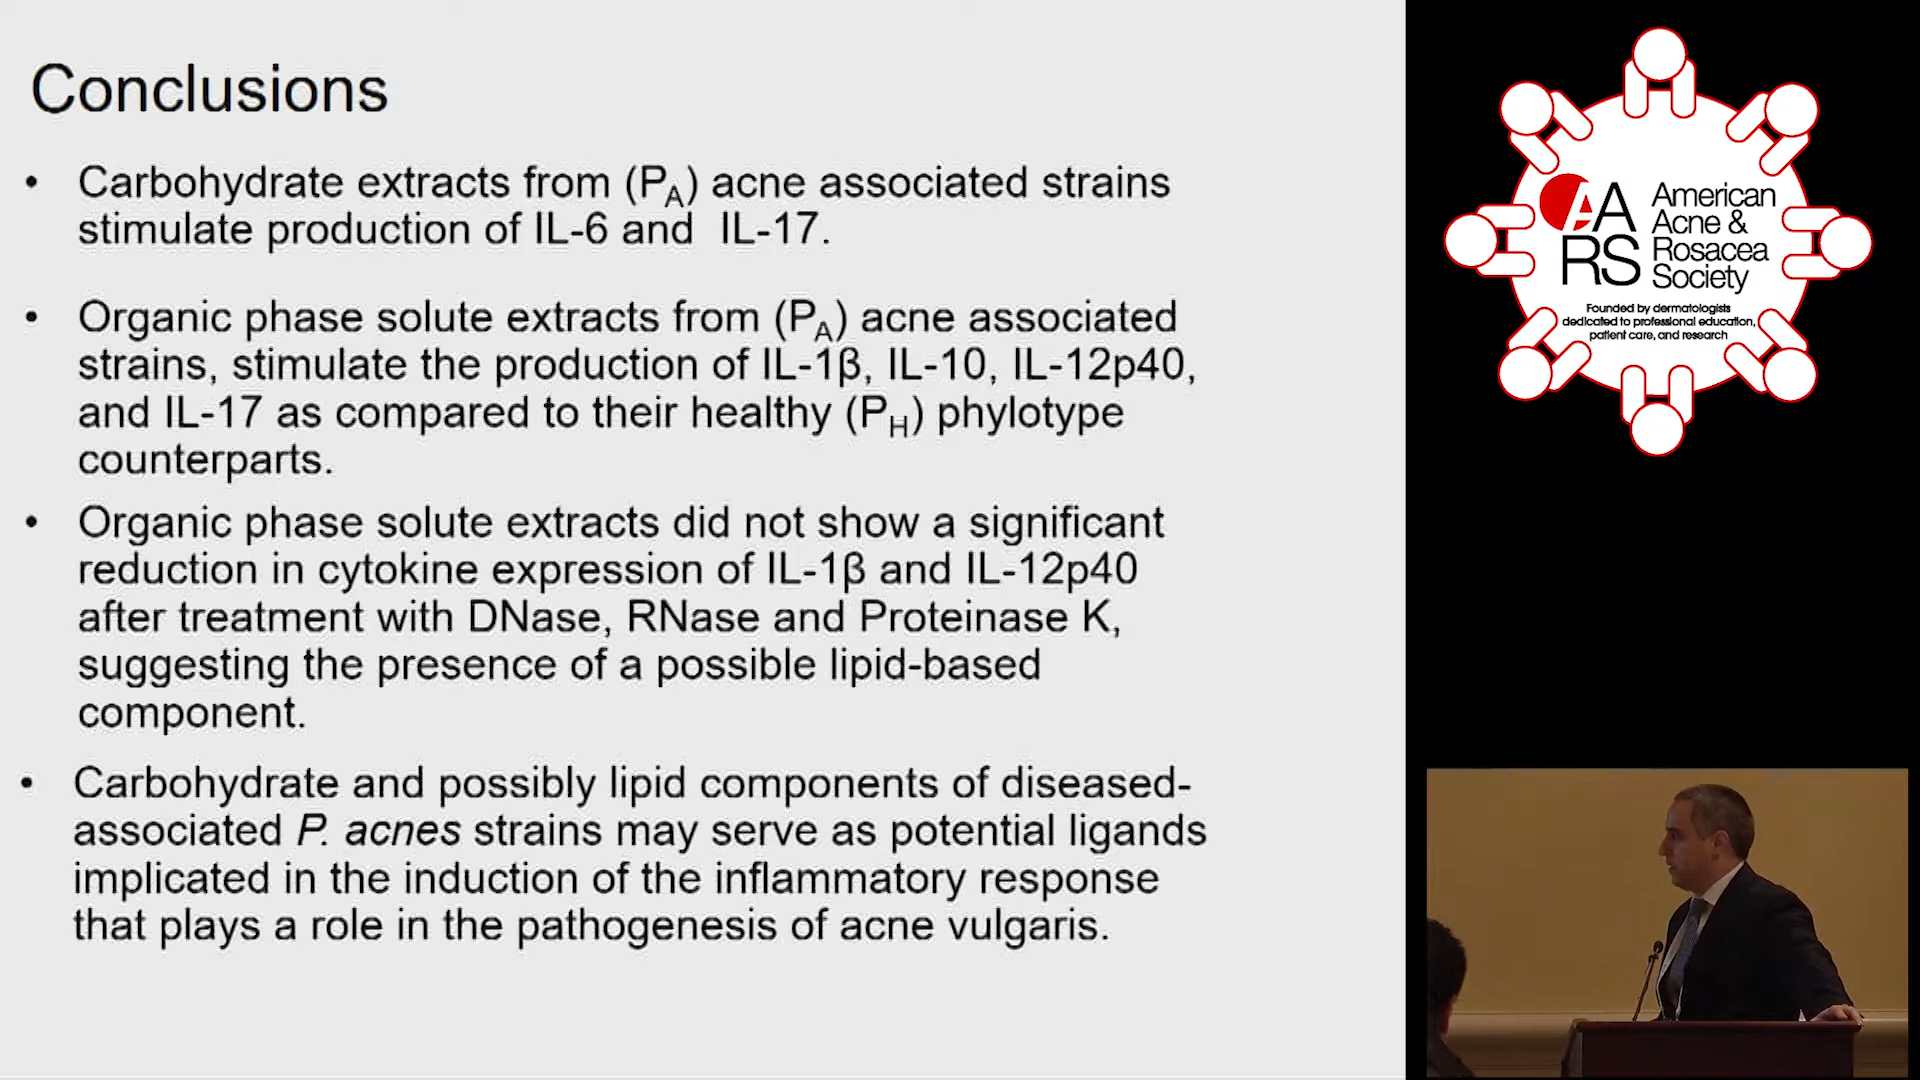 Conclusions
• Carbohydrate extracts from (PA) acne associated strains
stimulate production of IL-6 and IL-17.
• Organic phase solute extracts from (PA) acne associated
strains, stimulate the production of IL-1β, IL-10, IL-12p40,
and IL-17 as compared to their healthy (PH) phylotype
counterparts.
• Organic phase solute extracts did not show a significant
reduction in cytokine expression of IL-1β and IL-12p40
after treatment with DNase, RNase and Proteinase K,
suggesting the presence of a possible lipid-based
component.
• Carbohydrate and possibly lipid components of diseased-
associated P. acnes strains may serve as potential ligands
implicated in the induction of the inflammatory response
that plays a role in the pathogenesis of acne vulgaris.
AA
RS
American
Acne &
Rosacea
Society
Founded by dermatologists
dedicated to professional education,
patient care, and research